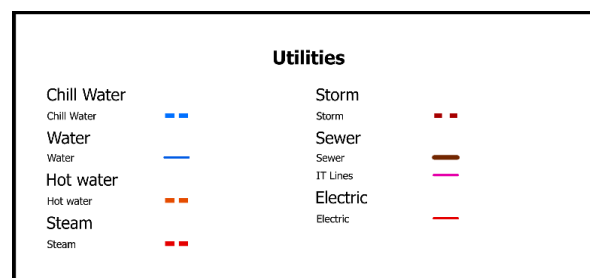 Utilities
Chill Water
Chill Water
Water
Water
Hot water
Hot water
Steam
Steam
Storm
Storm
Sewer
Sewer
IT Lines
Electric
Electric